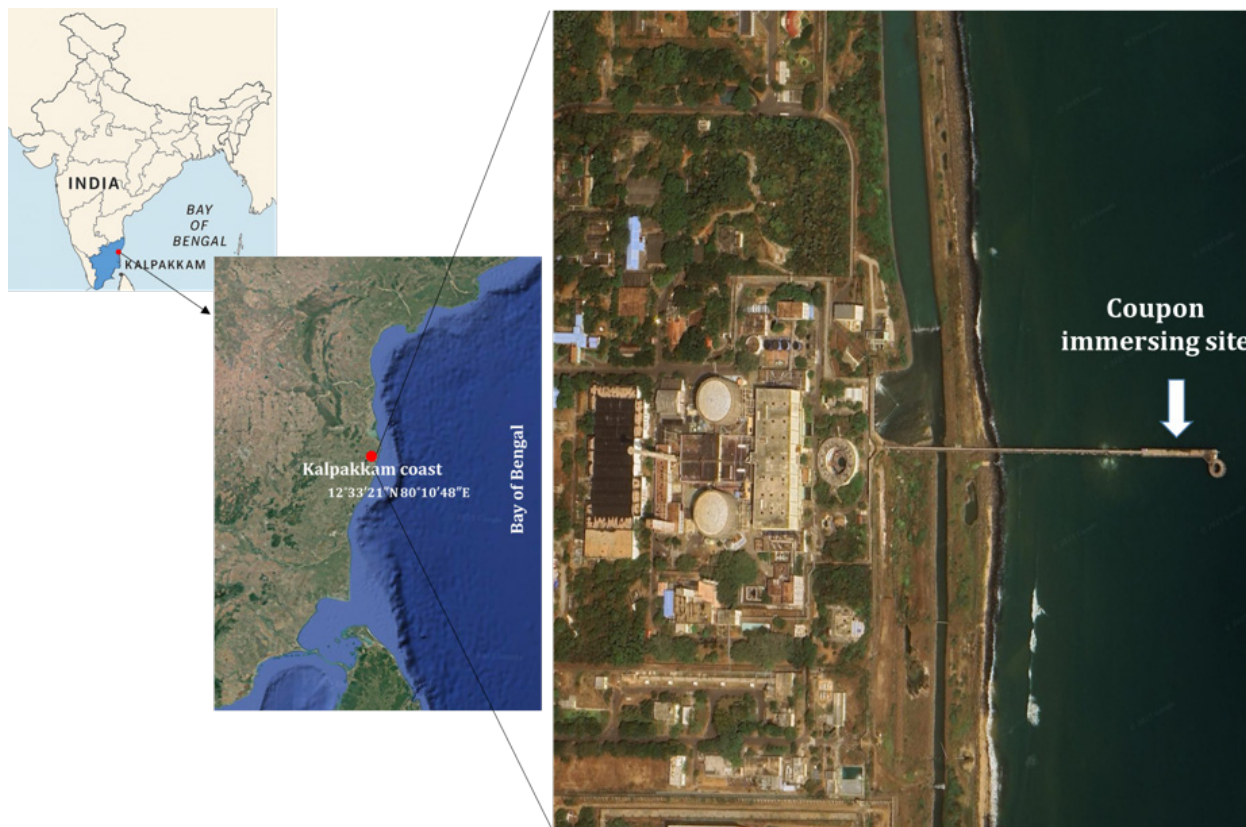 INDIA
BAY
OF
BENGAL
KALPAKKAM
Kalpakkam coast
12°33'21"N 80°10'48"E
Bay of Bengal
Coupon
immersing site